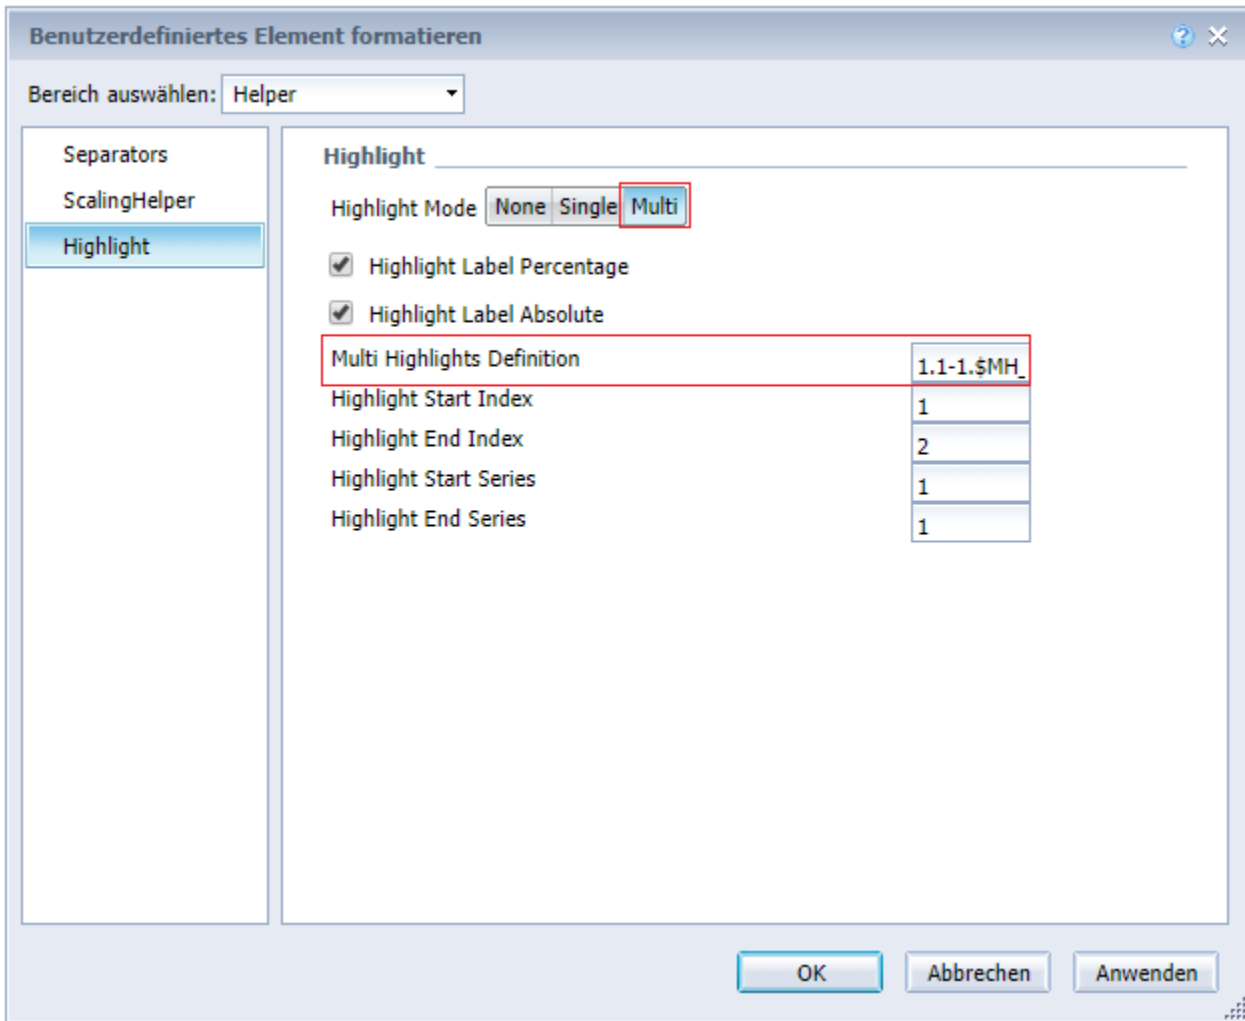 Benutzerdefiniertes Element formatieren
Bereich auswählen: Helper
Separators
ScalingHelper
Highlight
Highlight
Highlight Mode None Single Multi
Highlight Label Percentage
Highlight Label Absolute
Multi Highlights Definition 1.1-1.$MH_
Highlight Start Index 1
Highlight End Index 2
Highlight Start Series 1
Highlight End Series 1
OK Abbrechen Anwenden